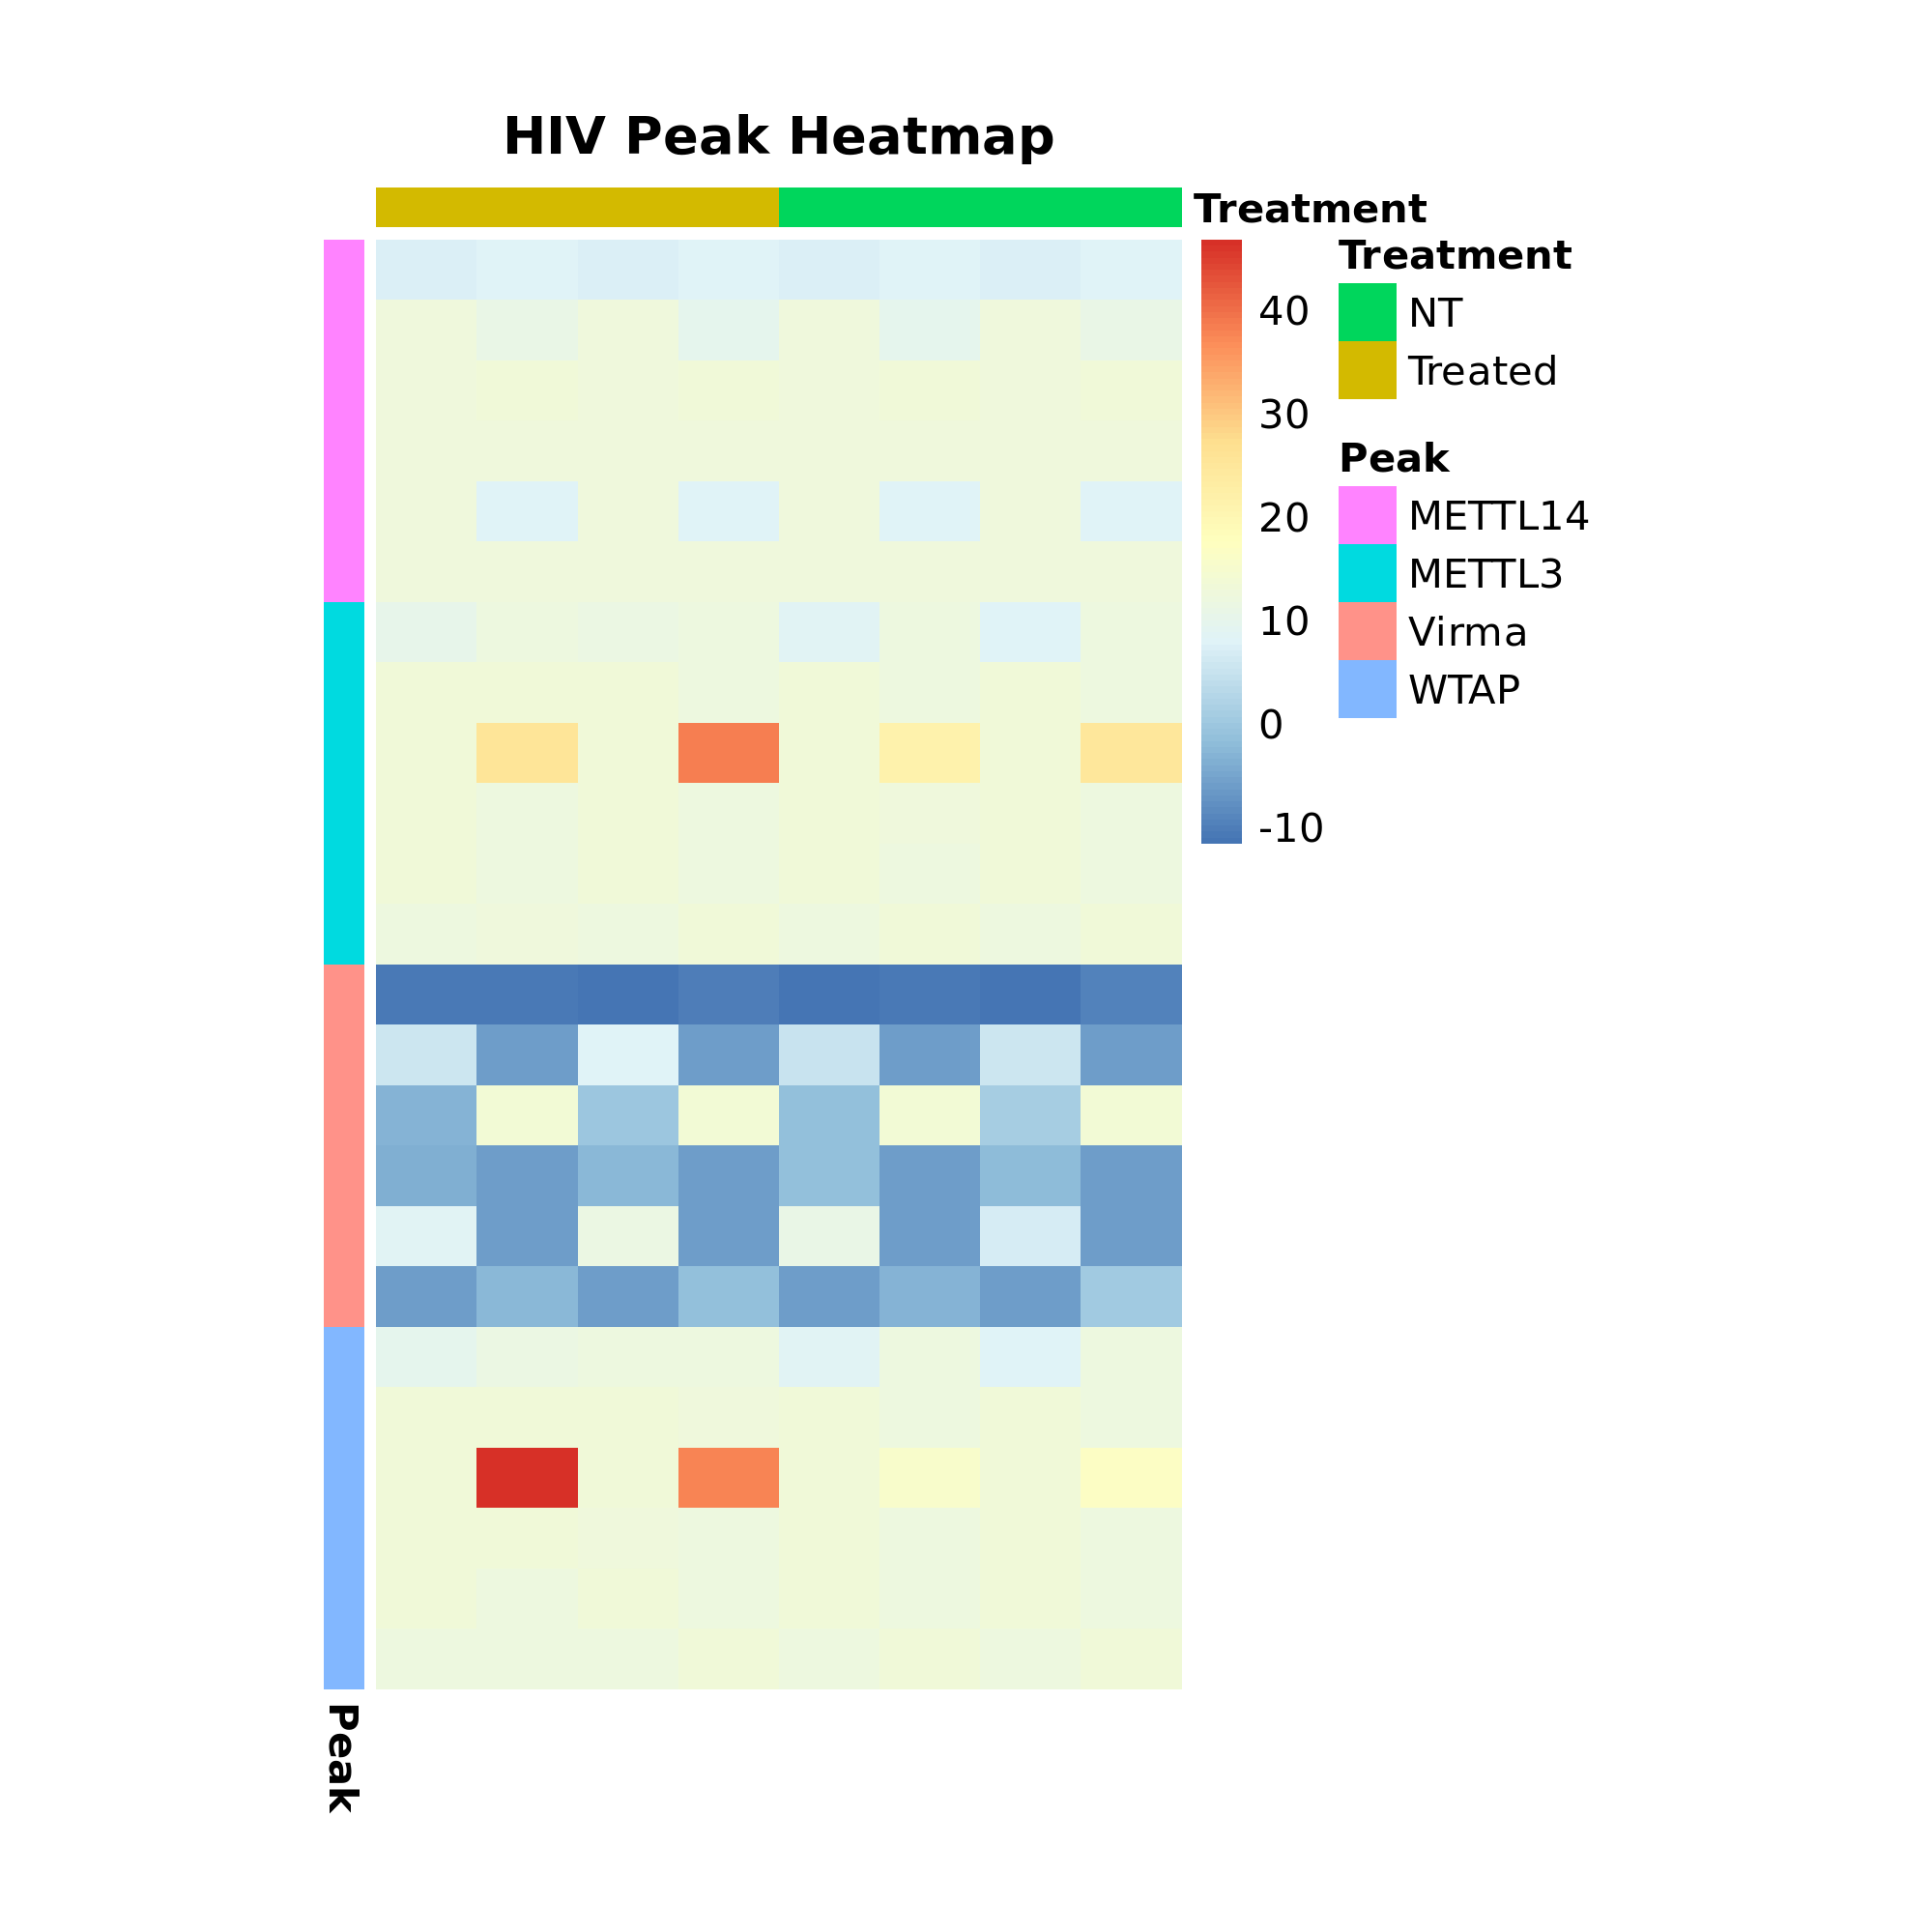 HIV Peak Heatmap
Treatment
40
30
20
10
0
-10
Treatment
NT
Treated
Peak
METTL14
METTL3
Virma
WTAP
Peak